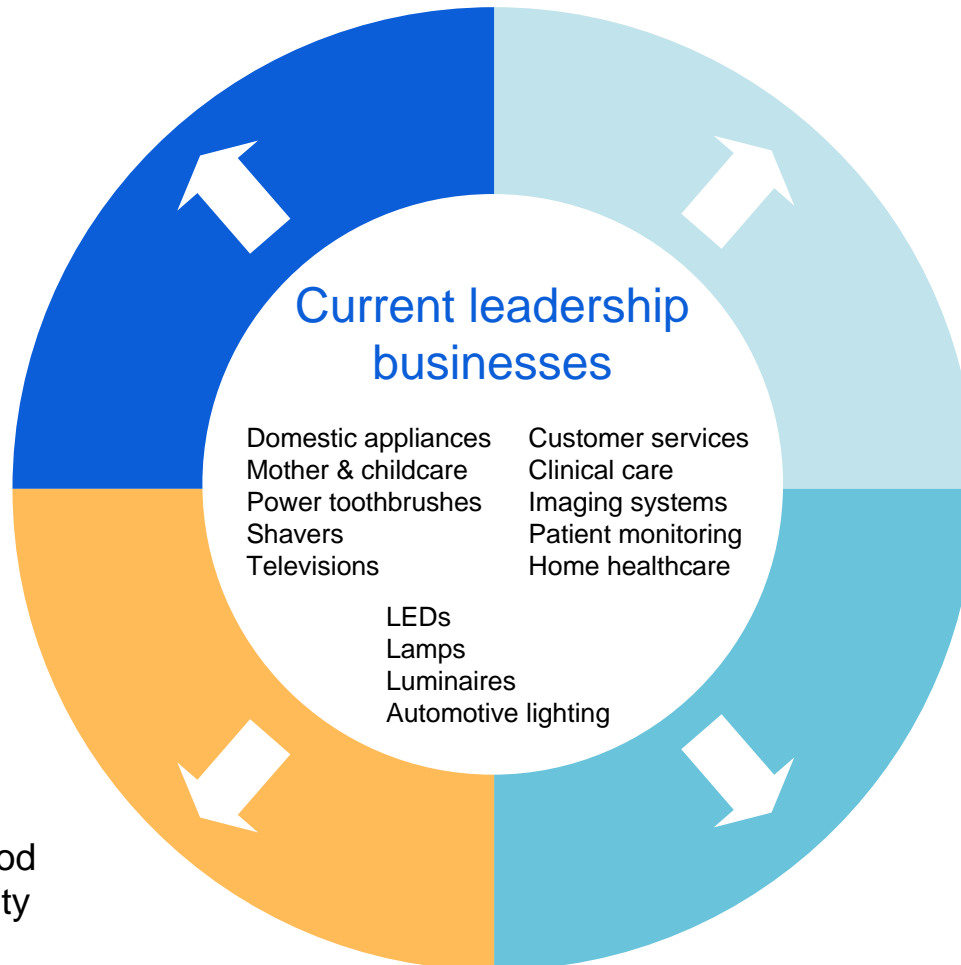 Current leadership
businesses
Domestic appliances
Mother & childcare
Power toothbrushes
Shavers
Televisions
Customer services
Clinical care
Imaging systems
Patient monitoring
Home healthcare
LEDs
Lamps
Luminaires
Automotive lighting